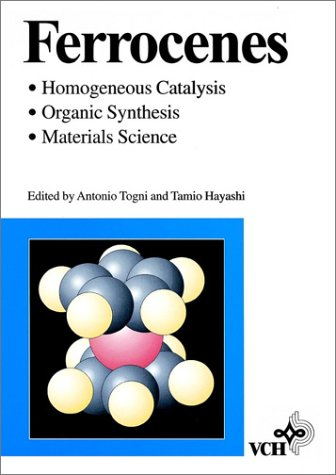 Ferrocenes
• Homogeneous Catalysis
• Organic Synthesis
• Materials Science
Edited by Antonio Togni and Tamio Hayashi
VCH